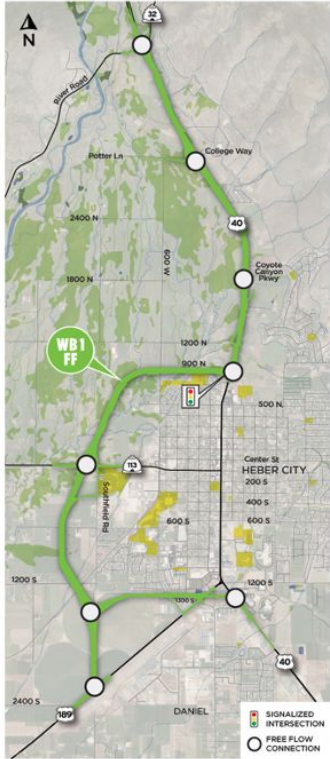 32
N
River Road
Potter Ln
College Way
2400 N
600 W
40
Coyote
Canyon
Pkwy
1800 N
1200 N
WB1
FF
900 N
500 N.
Center St
113
HEBER CITY
200 S
Southfield Rd
400 S
600 S
600 S
1200 S
1200 S
1300 S
40
2400 S
189
DANIEL
SIGNALIZED
INTERSECTION
FREE FLOW
CONNECTION